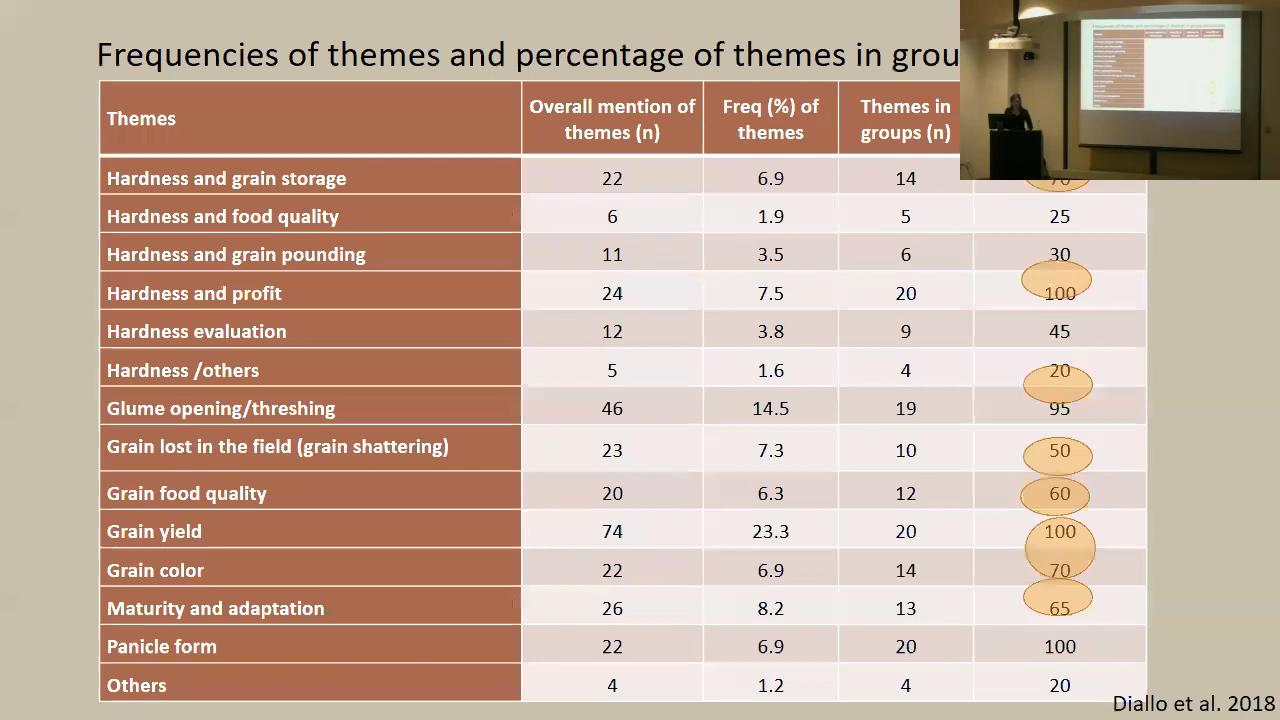 Frequencies of themes and percentage of themes in grou
Themes
Overall mention of themes (n)
Freq (%) of themes
Themes in groups (n)
Hardness and grain storage 22 6.9 14 70
Hardness and food quality 6 1.9 5 25
Hardness and grain pounding 11 3.5 6 30
Hardness and profit 24 7.5 20 100
Hardness evaluation 12 3.8 9 45
Hardness /others 5 1.6 4 20
Glume opening/threshing 46 14.5 19 95
Grain lost in the field (grain shattering) 23 7.3 10 50
Grain food quality 20 6.3 12 60
Grain yield 74 23.3 20 100
Grain color 22 6.9 14 70
Maturity and adaptation 26 8.2 13 65
Panicle form 22 6.9 20 100
Others 4 1.2 4 20
Diallo et al. 2018